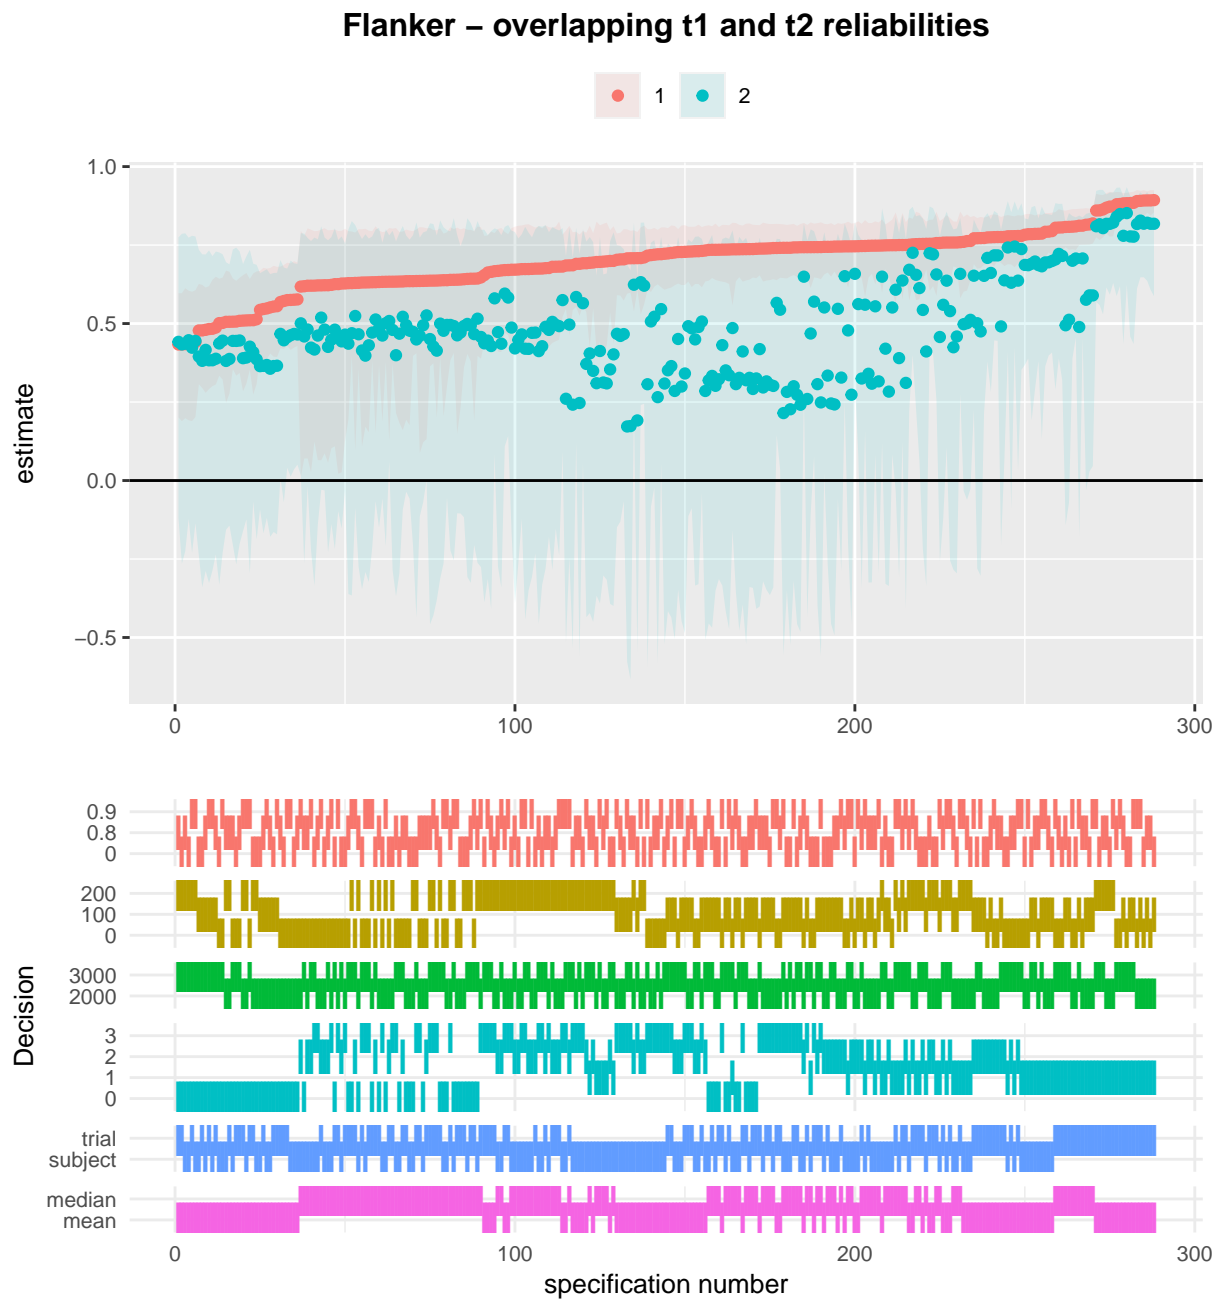 Flanker – overlapping t1 and t2 reliabilities
1 2
1.0
0.5
0.0
−0.5
estimate
0 100 200 300
0.9
0.8
0
200
100
0
3000
2000
3
2
1
0
trial
subject
median
mean
Decision
0 100 200 300
specification number